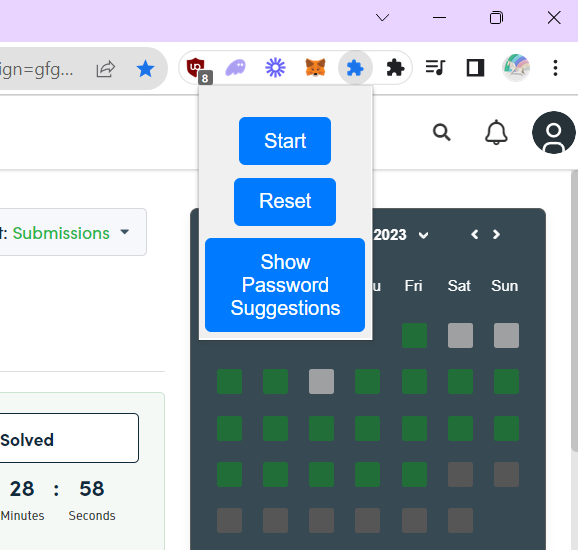 ign=gfg...
8
Start
Reset
Show
Password
Suggestions
t: Submissions
2023
u Fri Sat Sun
Solved
28 : 58
Minutes Seconds